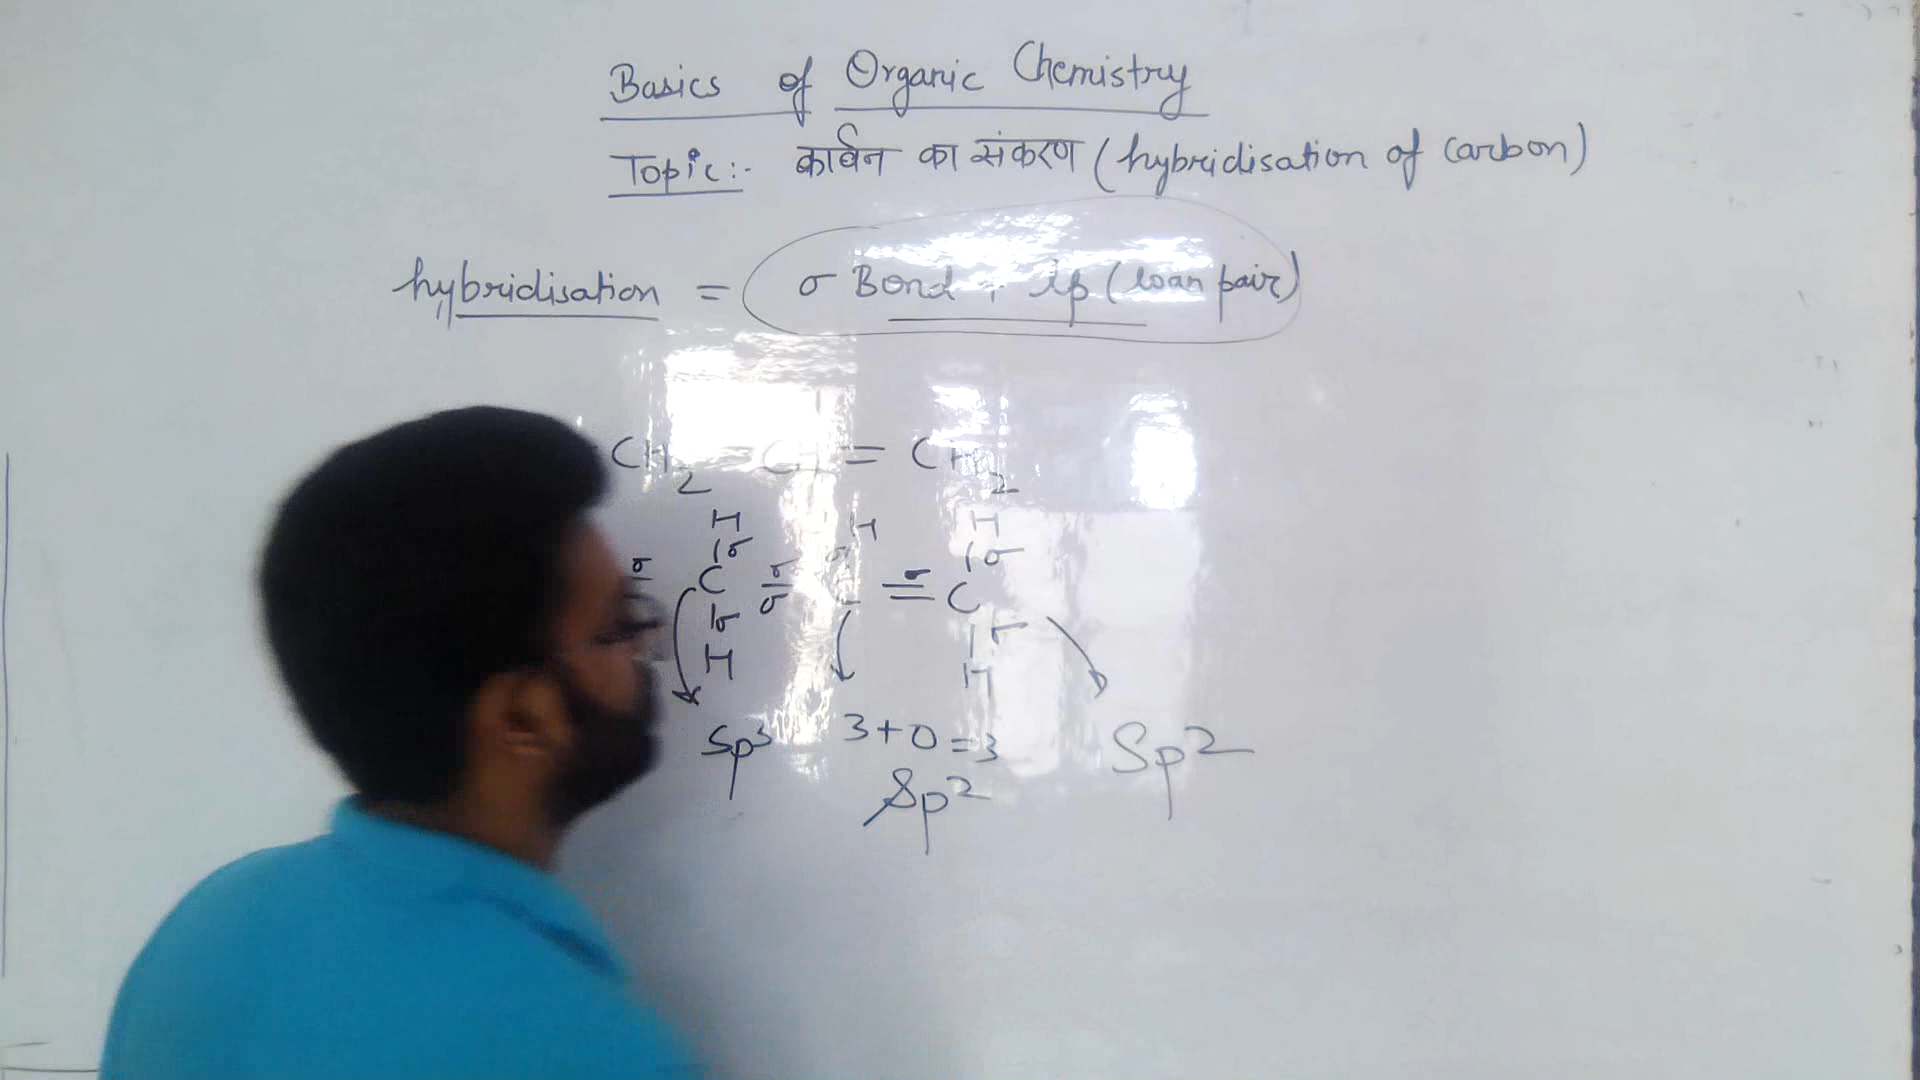 Basics of Organic Chemistry
Topic:- कार्बन का संकरण (hybridisation of carbon)
hybridisation = σ Bond + lp (loan pair)
CH2 - CH = CH2
H H H
σ σ σ
σ C σ = σ C
σ σ
H H
Sp3 3+0=3 Sp2
Sp2